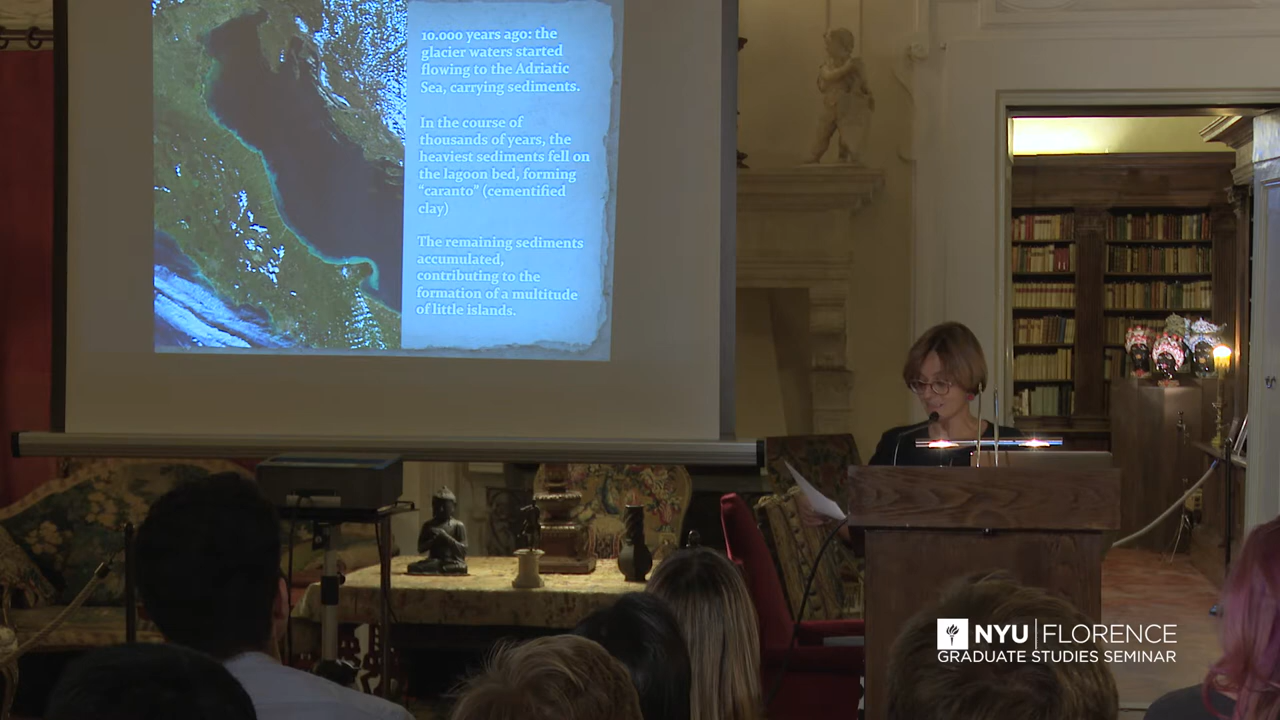 10.000 years ago: the
glacier waters started
flowing to the Adriatic
Sea, carrying sediments.
In the course of
thousands of years, the
heaviest sediments fell on
the lagoon bed, forming
“caranto” (cementified
clay)
The remaining sediments
accumulated,
contributing to the
formation of a multitude
of little islands.
NYU FLORENCE
GRADUATE STUDIES SEMINAR